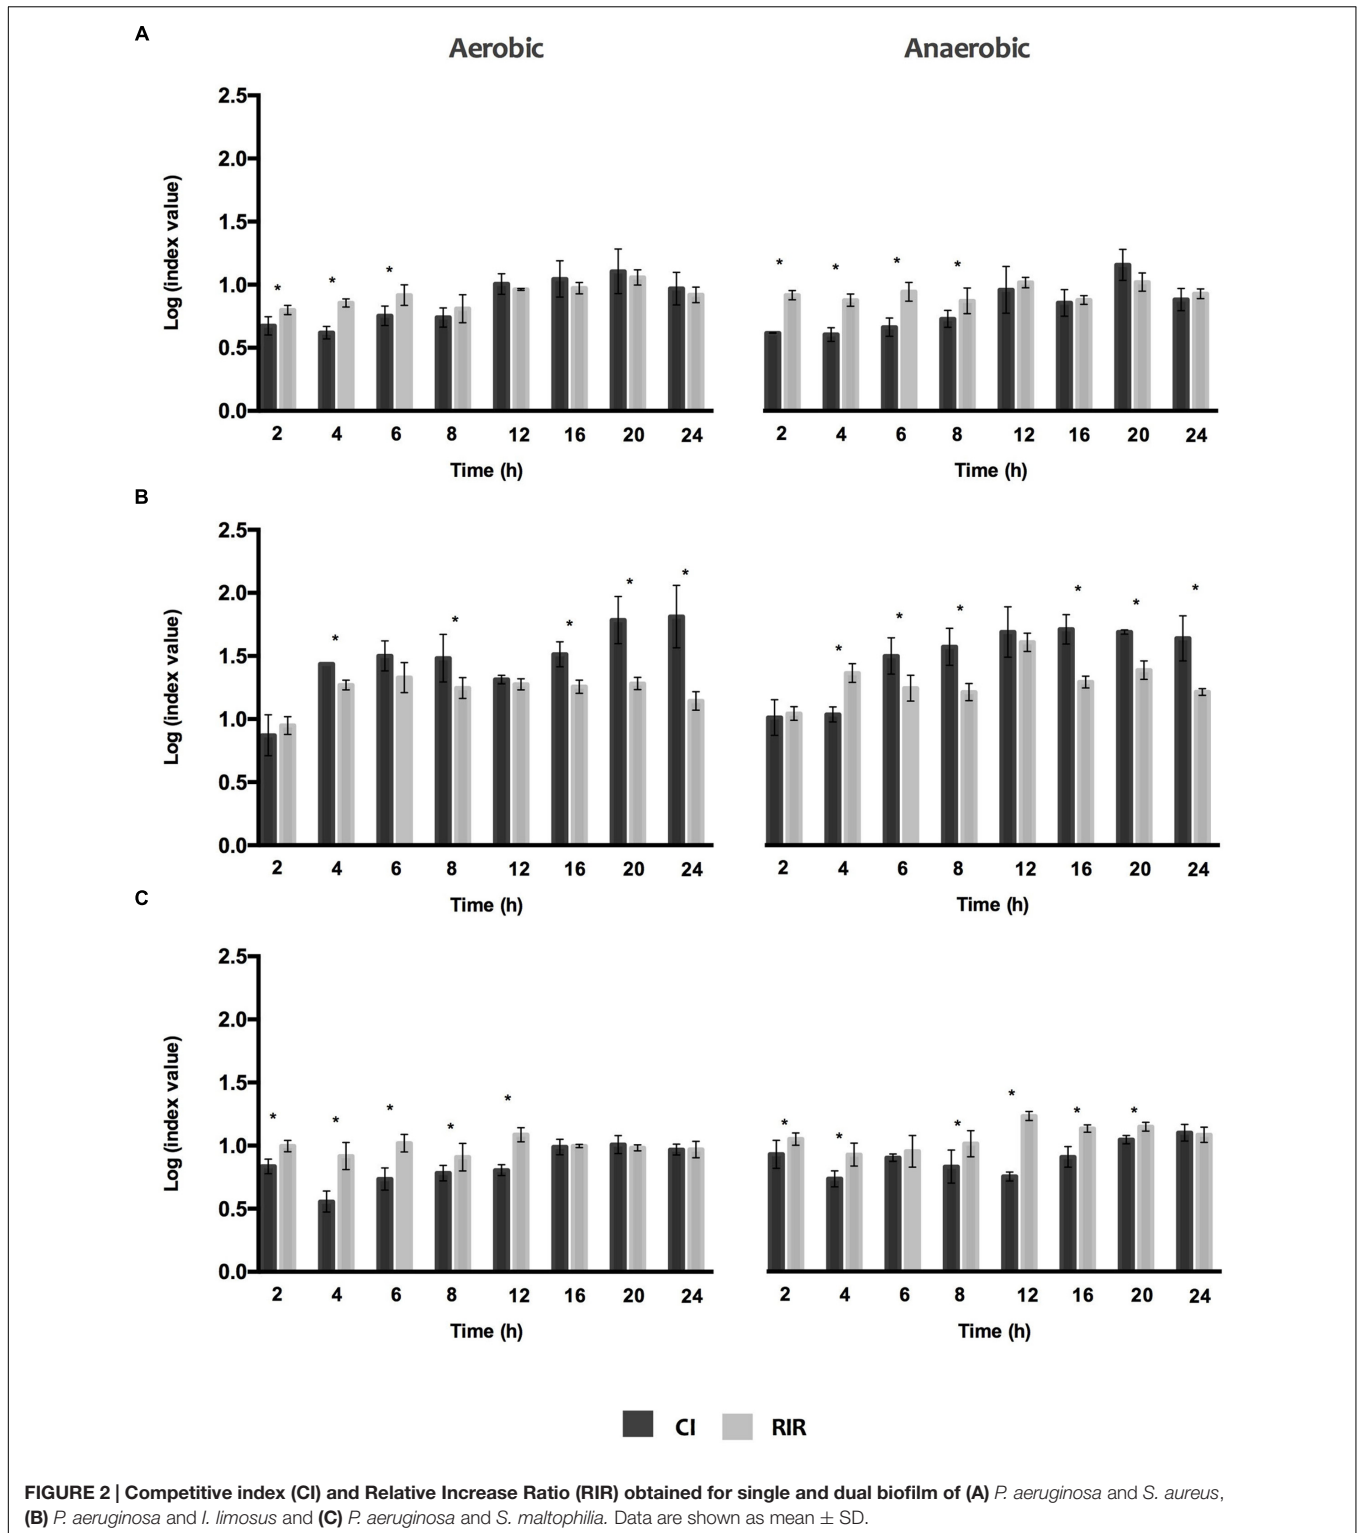 A
Aerobic Anaerobic
2.5
2.0
1.5
1.0
0.5
0.0
Log (index value)
* * *
* * * *
2 4 6 8 12 16 20 24 2 4 6 8 12 16 20 24
Time (h) Time (h)
B
2.5
2.0
1.5
1.0
0.5
0.0
Log (index value)
* * * * *
* * * * * *
2 4 6 8 12 16 20 24 2 4 6 8 12 16 20 24
Time (h) Time (h)
C
2.5
2.0
1.5
1.0
0.5
0.0
Log (index value)
* * * * *
* * * * * *
2 4 6 8 12 16 20 24 2 4 6 8 12 16 20 24
Time (h) Time (h)
CI RIR
FIGURE 2 | Competitive index (CI) and Relative Increase Ratio (RIR) obtained for single and dual biofilm of (A) P. aeruginosa and S. aureus,
(B) P. aeruginosa and I. limosus and (C) P. aeruginosa and S. maltophilia. Data are shown as mean ± SD.